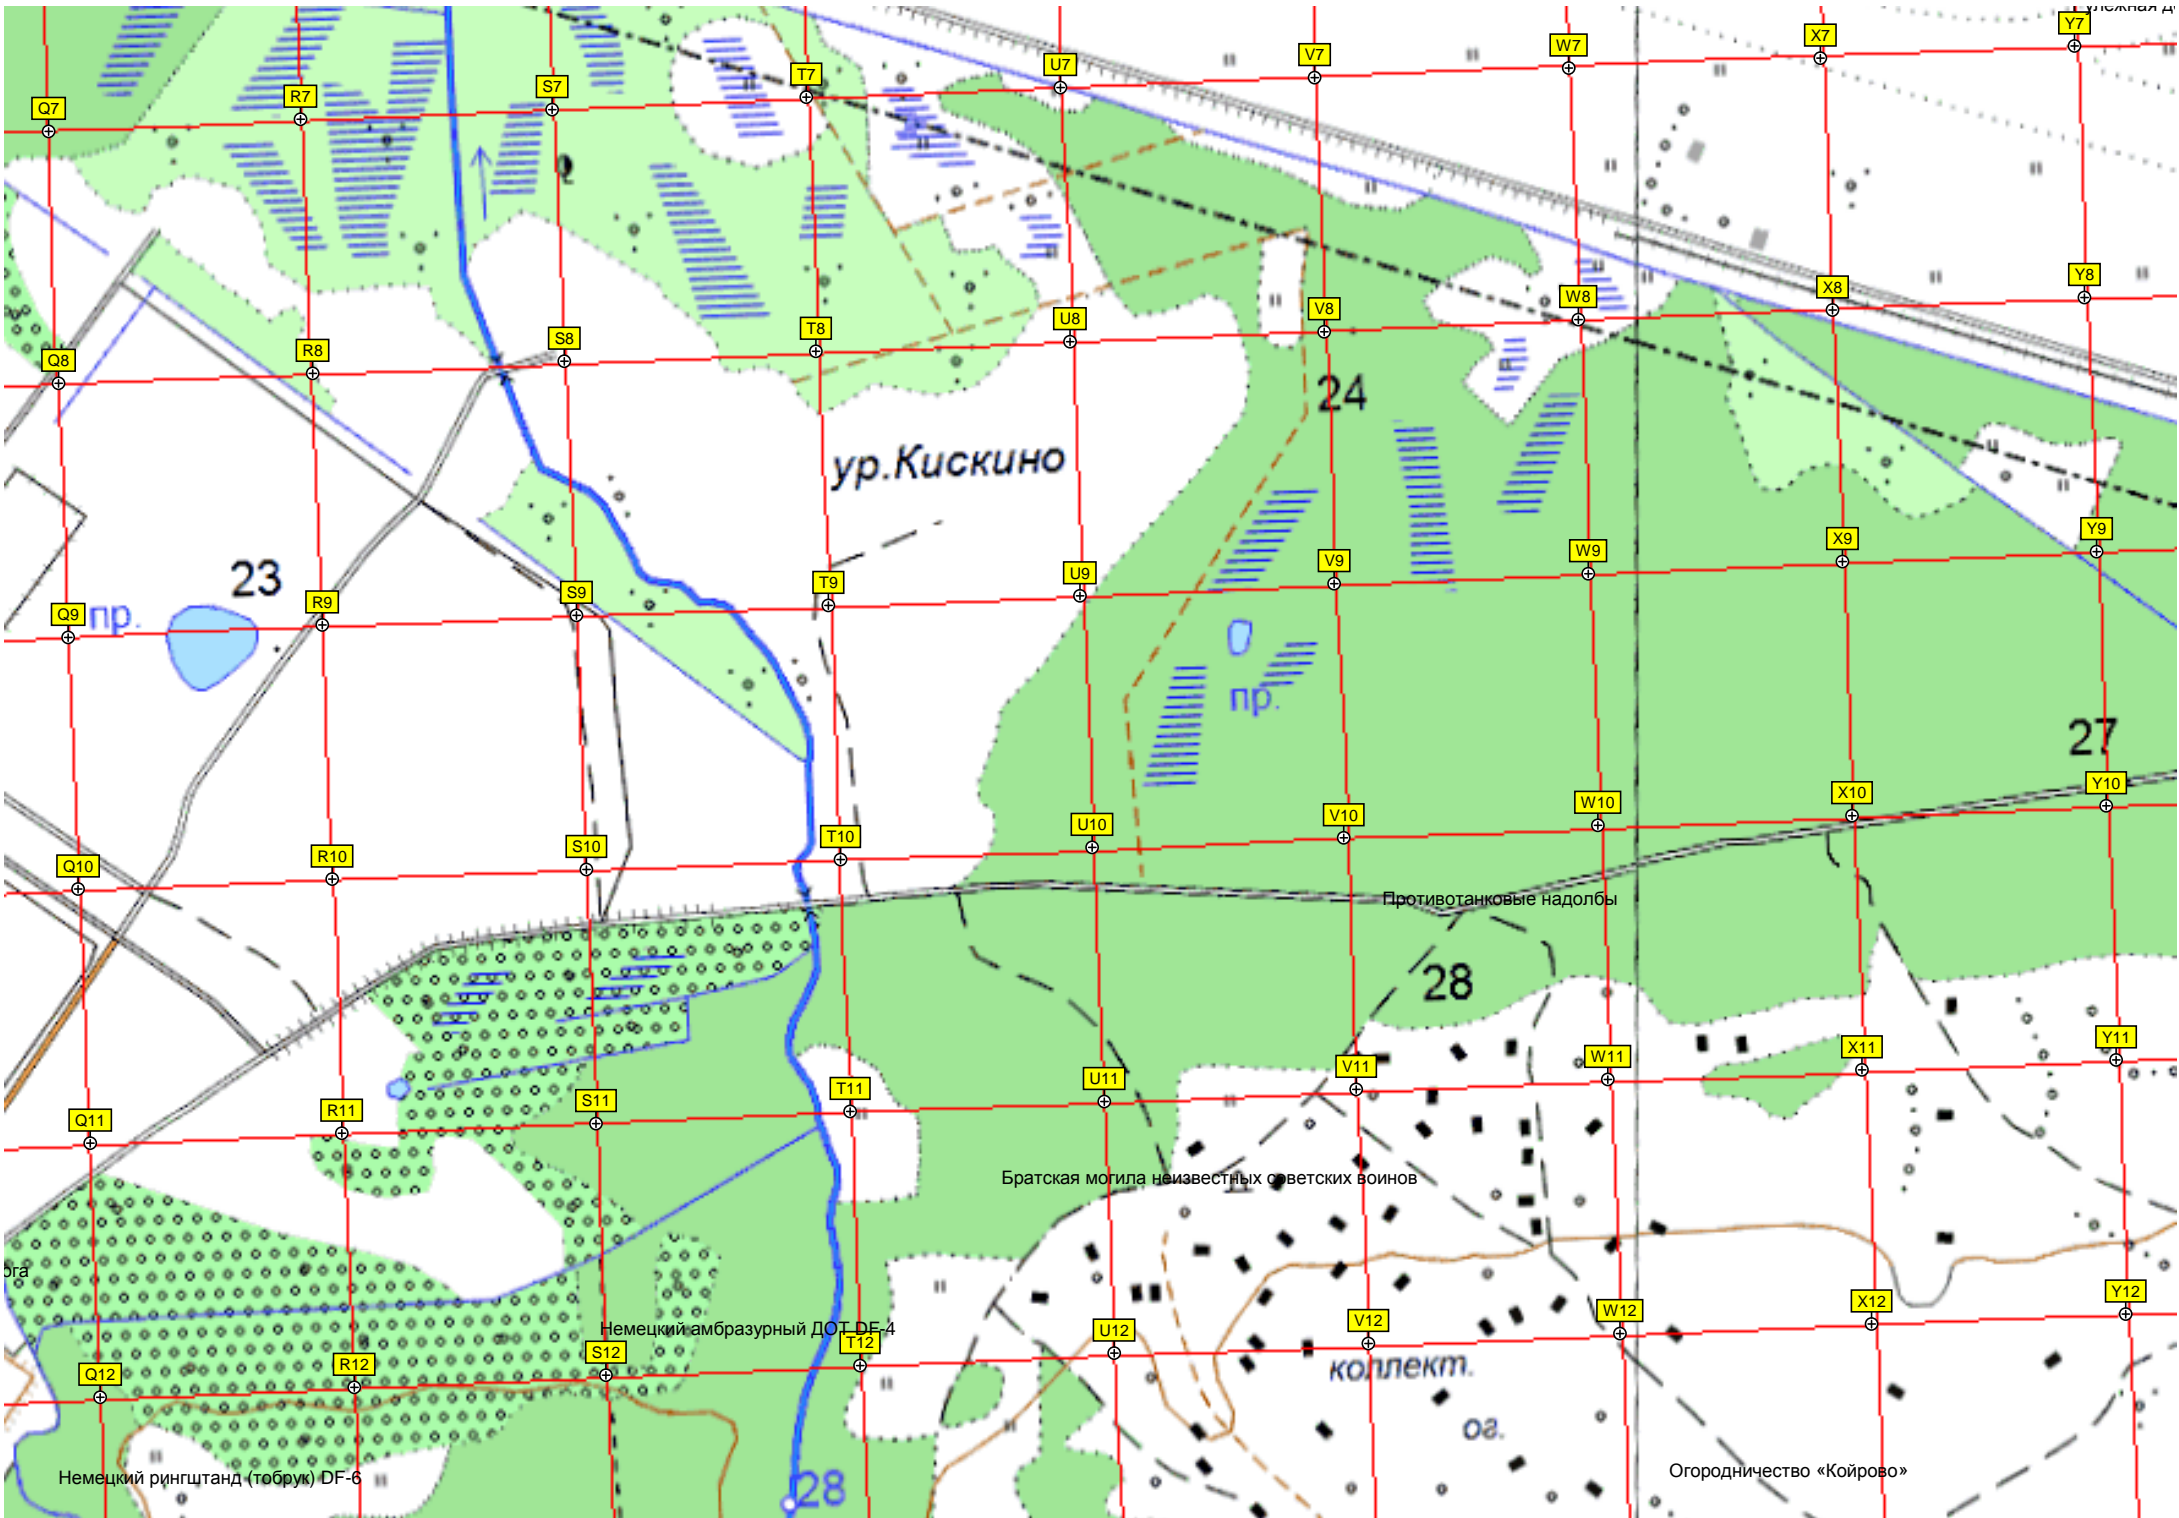 Y7
X7
W7
V7
U7
T7
S7
R7
Q7
Y8
X8
W8
V8
U8
T8
S8
R8
Q8
24
ур.Кискино
Y9
X9
W9
V9
U9
T9
S9
R9
Q9
23
пр.
пр.
27
Y10
X10
W10
V10
U10
T10
S10
R10
Q10
Противотанковые надолбы
28
Y11
X11
W11
V11
U11
T11
S11
R11
Q11
Братская могила неизвестных советских воинов
Y12
X12
W12
V12
U12
Немецкий амбразурный ДОТ DF-4
T12
S12
R12
Q12
коллект.
ог.
Огородничество «Койрово»
Немецкий рингштанд (тобрук) DF-6
28